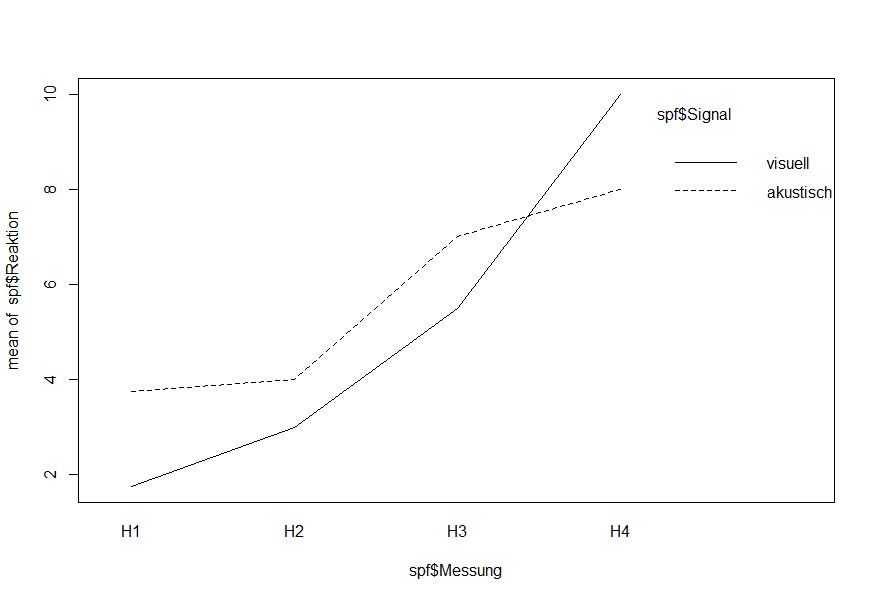 mean of  spf$Reaktion
10
8
6
4
2
spf$Signal
visuell
akustisch
H1 H2 H3 H4
spf$Messung